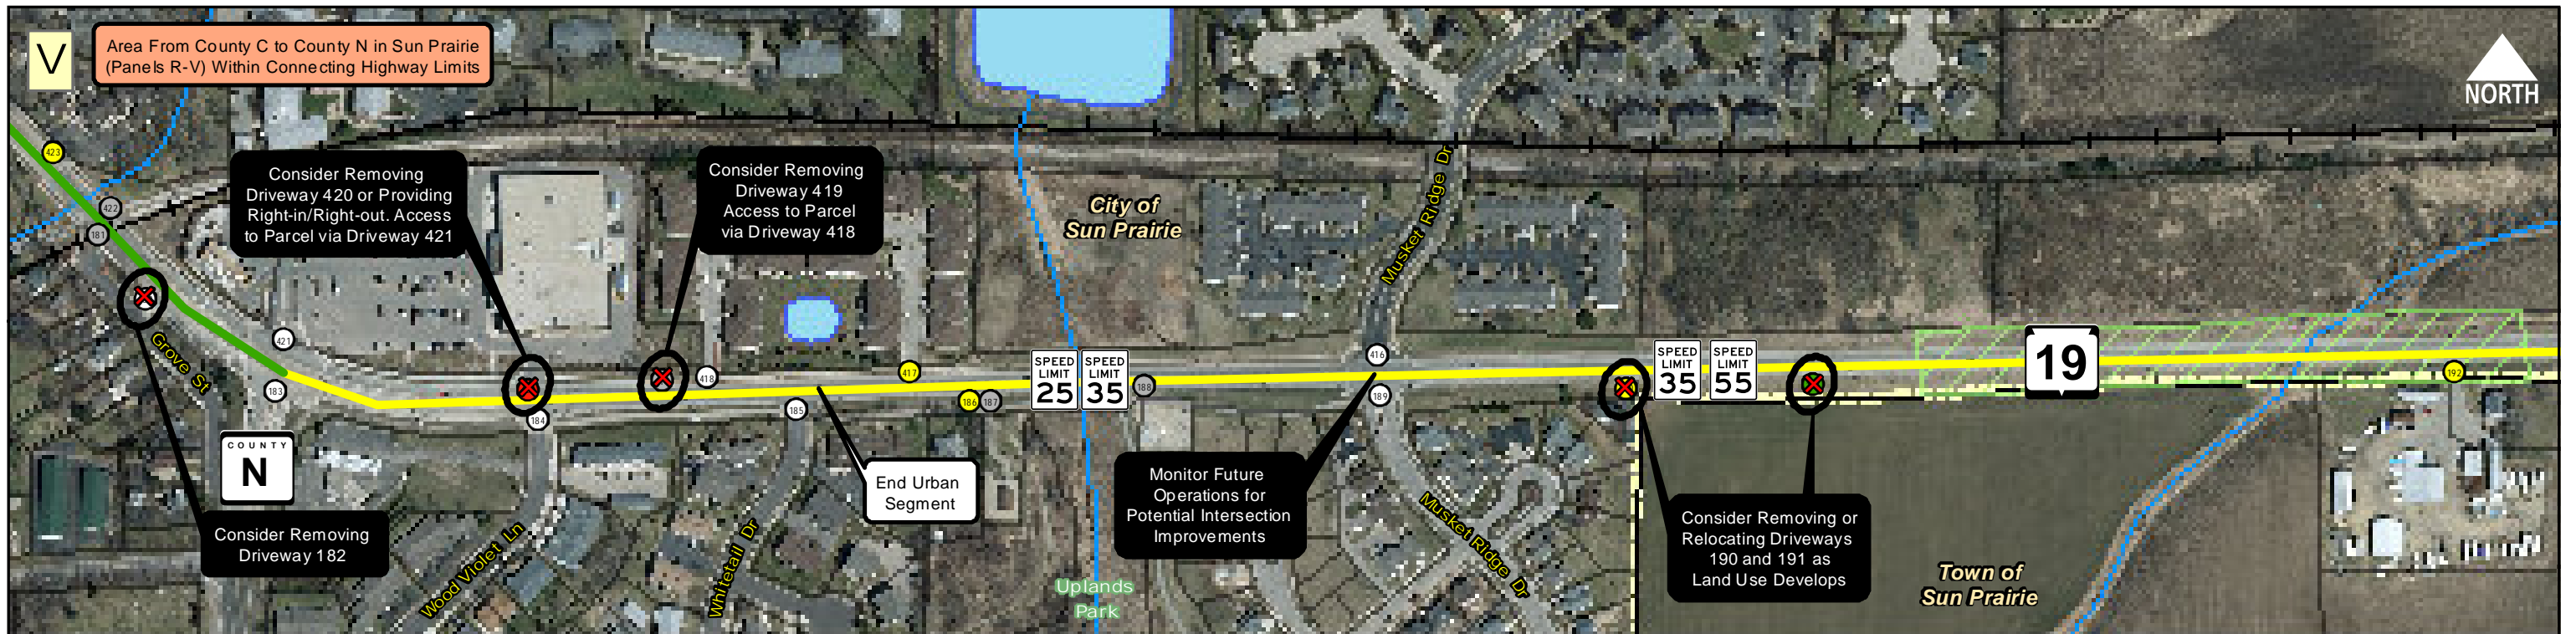 V
Area From County C to County N in Sun Prairie
(Panels R-V) Within Connecting Highway Limits
NORTH
423
422
181
Consider Removing
Driveway 420 or Providing
Right-in/Right-out. Access
to Parcel via Driveway 421
Consider Removing
Driveway 419
Access to Parcel
via Driveway 418
City of
Sun Prairie
Musket Ridge Dr
Grove St
421
183
184
418
185
417
186
187
SPEED
LIMIT
25
SPEED
LIMIT
35
188
416
189
SPEED
LIMIT
35
SPEED
LIMIT
55
19
192
COUNTY
N
Consider Removing
Driveway 182
Wood Violet Ln
Whitetail Dr
End Urban
Segment
Uplands
Park
Monitor Future
Operations for
Potential Intersection
Improvements
Musket Ridge Dr
Consider Removing or
Relocating Driveways
190 and 191 as
Land Use Develops
Town of
Sun Prairie